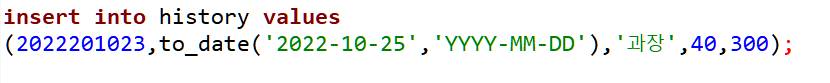 insert into history values
(2022201023,to_date('2022-10-25','YYYY-MM-DD'),'과장',40,300);